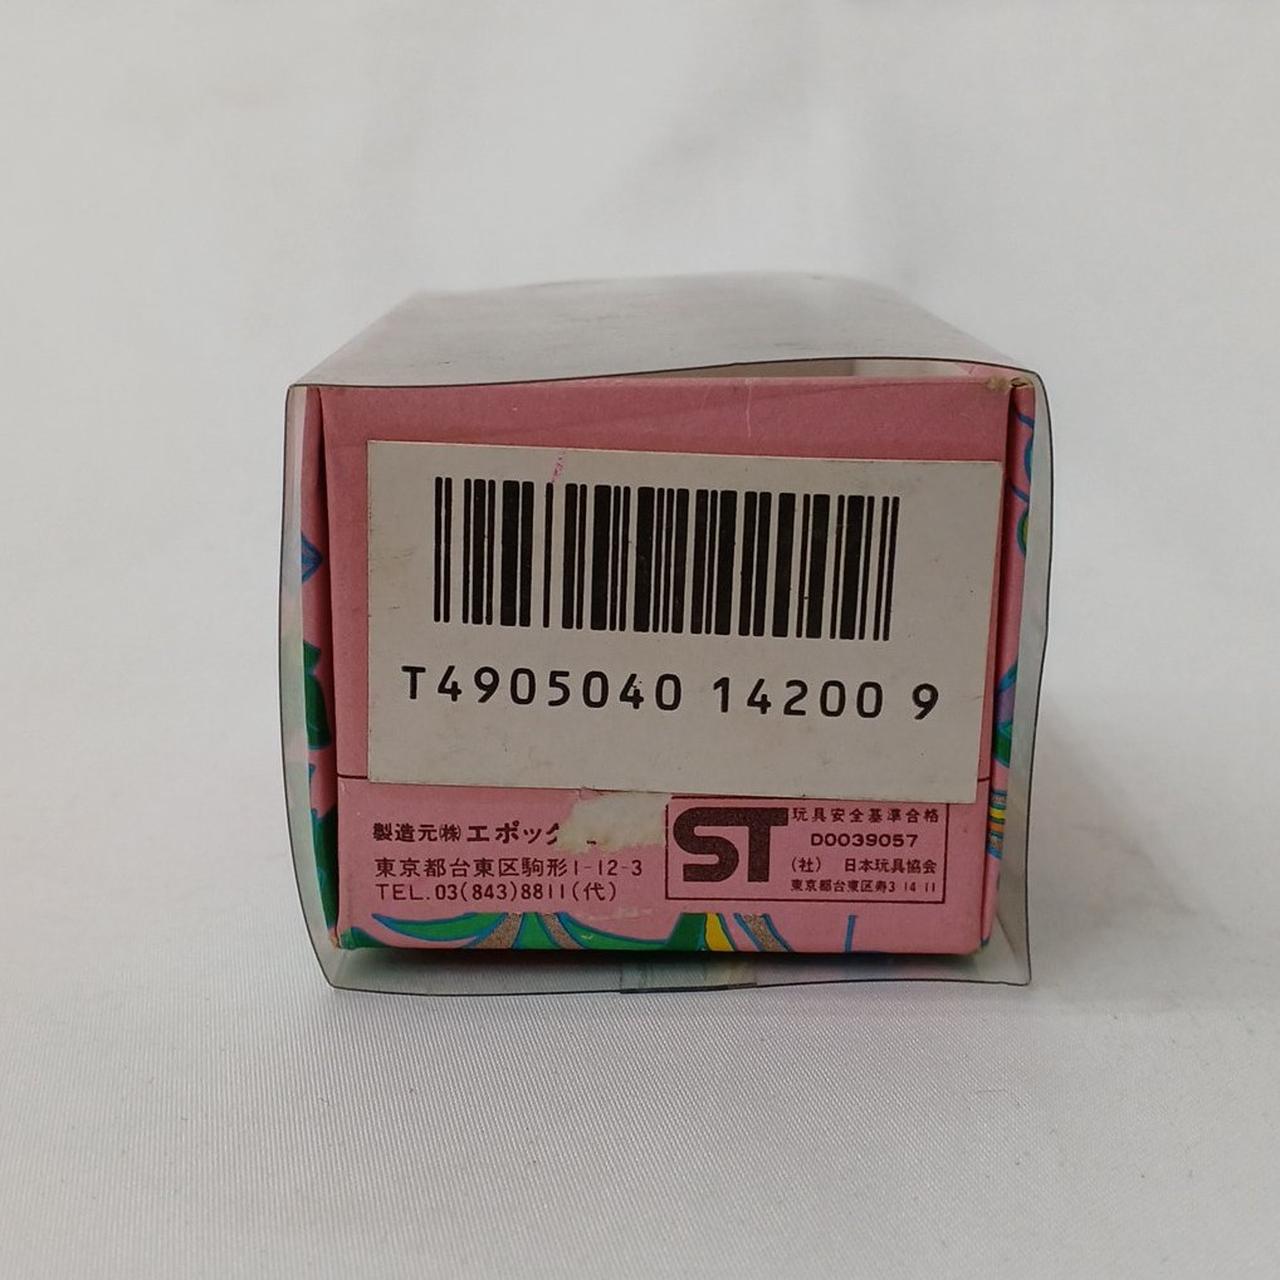 T4905040 14200 9
製造元㈱エポック
東京都台東区駒形1-12-3
TEL.03(843)8811(代)
ST
玩具安全基準合格
D0039057
(社) 日本玩具協会
東京都台東区寿3 14 11